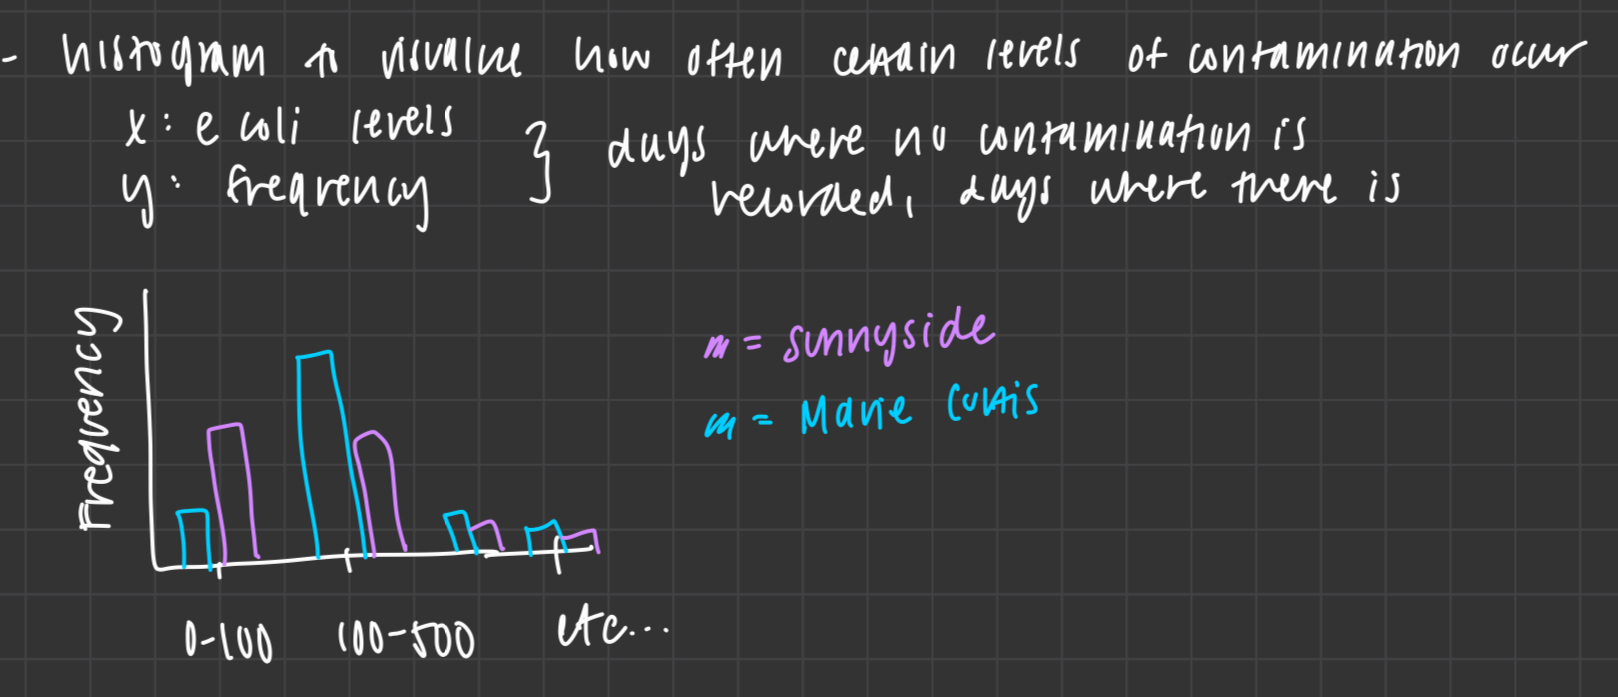 - histogram to visualize how often certain levels of contamination occur
x: e coli levels
y: frequency
} days where no contamination is
recorded, days where there is
Frequency
m = sunnyside
m = Marie Curtis
0-100
100-500
etc...